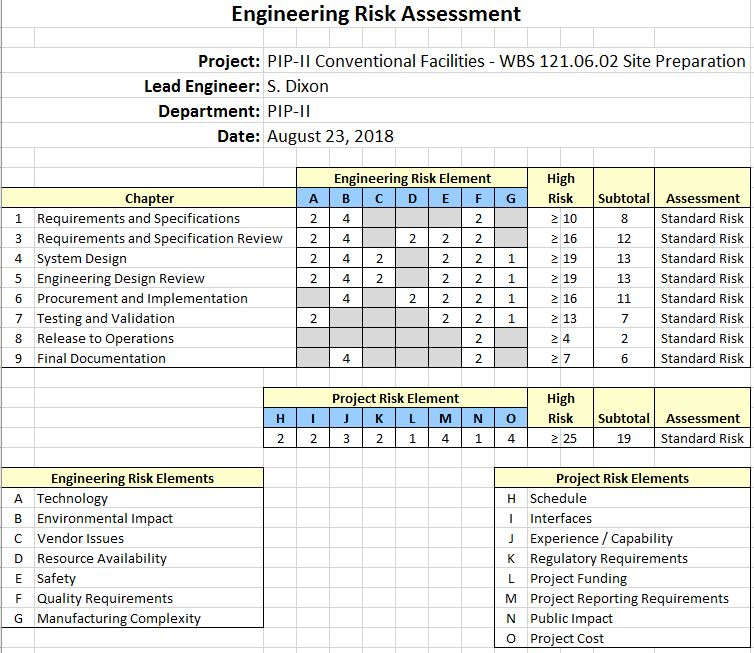 Engineering Risk Assessment
Project: PIP-II Conventional Facilities - WBS 121.06.02 Site Preparation
Lead Engineer: S. Dixon
Department: PIP-II
Date: August 23, 2018
Engineering Risk Element High
Chapter A B C D E F G Risk Subtotal Assessment
1 Requirements and Specifications 2 4 2 ≥ 10 8 Standard Risk
3 Requirements and Specification Review 2 4 2 2 2 ≥ 16 12 Standard Risk
4 System Design 2 4 2 2 2 1 ≥ 19 13 Standard Risk
5 Engineering Design Review 2 4 2 2 2 1 ≥ 19 13 Standard Risk
6 Procurement and Implementation 4 2 2 2 1 ≥ 16 11 Standard Risk
7 Testing and Validation 2 2 2 1 ≥ 13 7 Standard Risk
8 Release to Operations 2 ≥ 4 2 Standard Risk
9 Final Documentation 4 2 ≥ 7 6 Standard Risk
Project Risk Element High
H I J K L M N O Risk Subtotal Assessment
2 2 3 2 1 4 1 4 ≥ 25 19 Standard Risk
Engineering Risk Elements
A Technology
B Environmental Impact
C Vendor Issues
D Resource Availability
E Safety
F Quality Requirements
G Manufacturing Complexity
Project Risk Elements
H Schedule
I Interfaces
J Experience / Capability
K Regulatory Requirements
L Project Funding
M Project Reporting Requirements
N Public Impact
O Project Cost